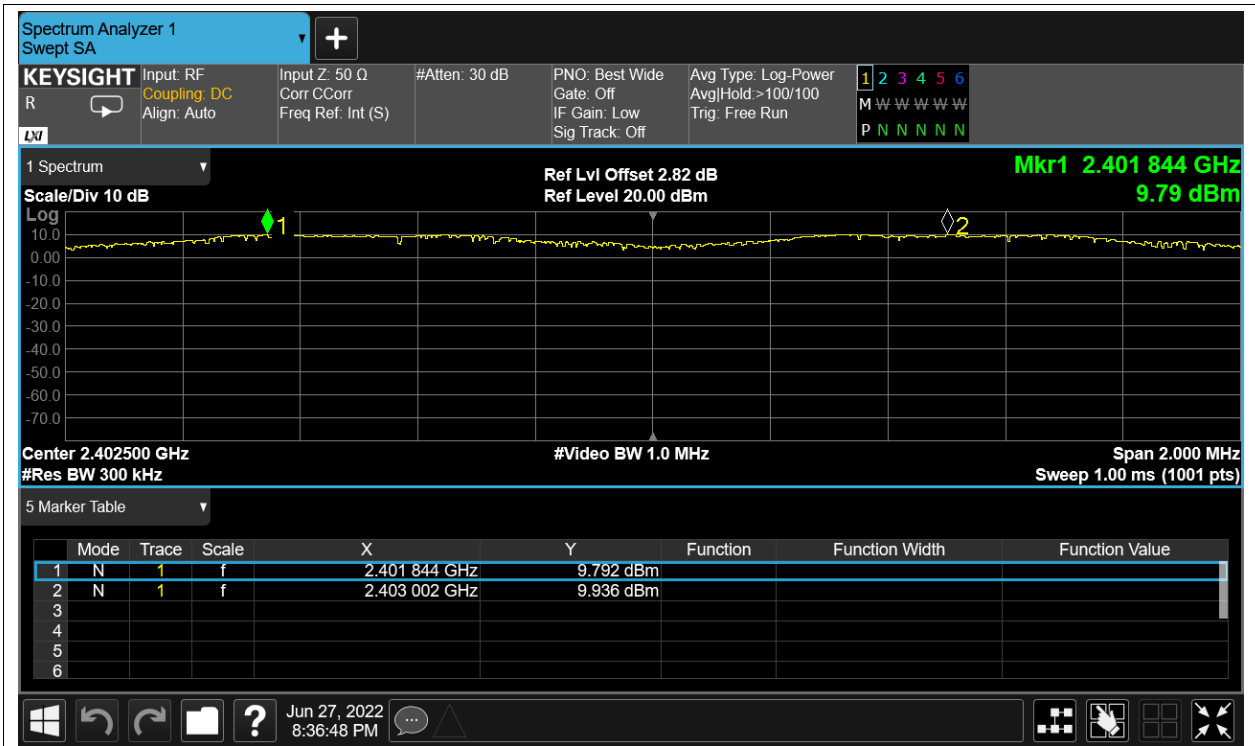 Spectrum Analyzer 1
Swept SA
KEYSIGHT
R
LXI
Input: RF
Coupling: DC
Align: Auto
Input Z: 50 Ω
Corr CCorr
Freq Ref: Int (S)
#Atten: 30 dB
PNO: Best Wide
Gate: Off
IF Gain: Low
Sig Track: Off
Avg Type: Log-Power
Avg|Hold:>100/100
Trig: Free Run
1 2 3 4 5 6
M W W W W W
P N N N N N
1 Spectrum
Scale/Div 10 dB
Ref Lvl Offset 2.82 dB
Ref Level 20.00 dBm
Mkr1 2.401 844 GHz
9.79 dBm
Log
10.0
0.00
-10.0
-20.0
-30.0
-40.0
-50.0
-60.0
-70.0
1
2
Center 2.402500 GHz
#Res BW 300 kHz
#Video BW 1.0 MHz
Span 2.000 MHz
Sweep 1.00 ms (1001 pts)
5 Marker Table
Mode Trace Scale X Y Function Function Width Function Value
1 N 1 f 2.401 844 GHz 9.792 dBm
2 N 1 f 2.403 002 GHz 9.936 dBm
3
4
5
6
?
Jun 27, 2022
8:36:48 PM